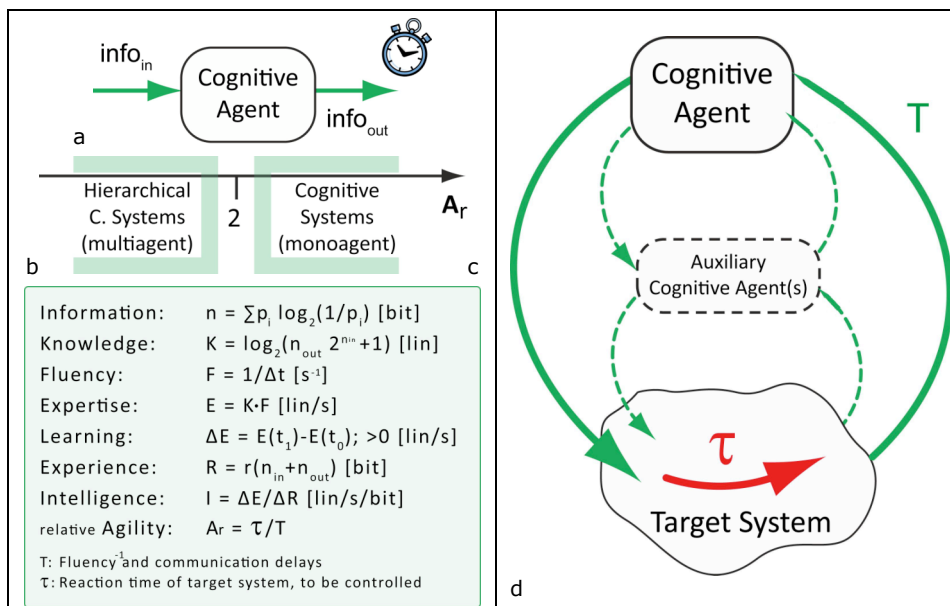 info_in
Cognitive
Agent
info_out
a
Hierarchical
C. Systems
(multiagent)
2
Cognitive
Systems
(monoagent)
A_r
b
c
Information: n = ∑p_i log_2(1/p_i) [bit]
Knowledge: K = log_2(n_out 2^n_in +1) [lin]
Fluency: F = 1/Δt [s^-1]
Expertise: E = K·F [lin/s]
Learning: ΔE = E(t_1)-E(t_0); >0 [lin/s]
Experience: R = r(n_in+n_out) [bit]
Intelligence: I = ΔE/ΔR [lin/s/bit]
relative Agility: Ar = τ/T
T: Fluency^-1 and communication delays
τ: Reaction time of target system, to be controlled
Cognitive
Agent
T
Auxiliary
Cognitive Agent(s)
τ
Target System
d